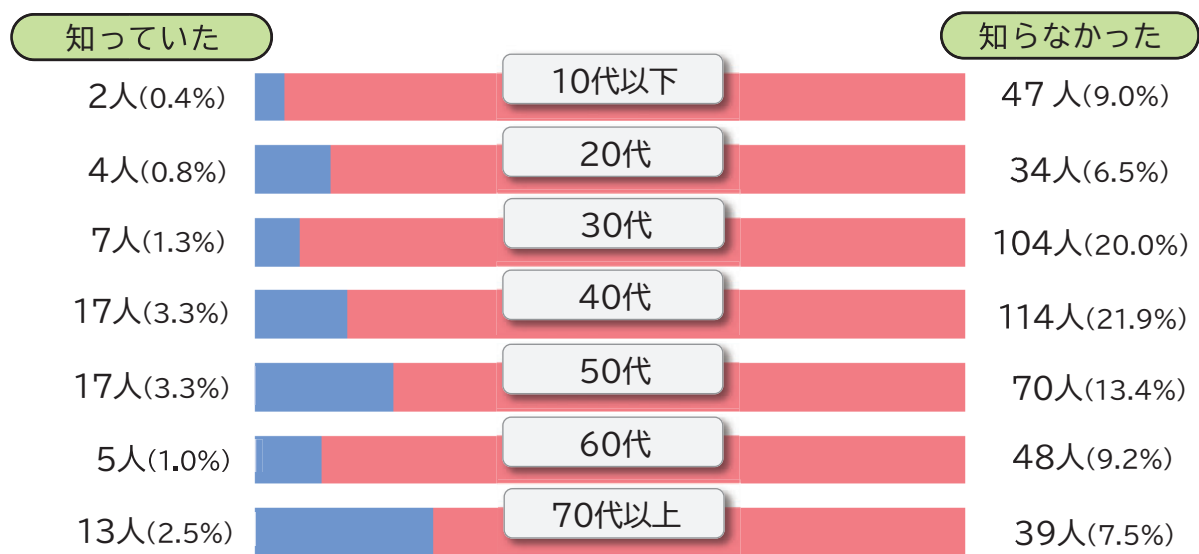 知っていた 知らなかった
2人(0.4%) 10代以下 47人(9.0%)
4人(0.8%) 20代 34人(6.5%)
7人(1.3%) 30代 104人(20.0%)
17人(3.3%) 40代 114人(21.9%)
17人(3.3%) 50代 70人(13.4%)
5人(1.0%) 60代 48人(9.2%)
13人(2.5%) 70代以上 39人(7.5%)